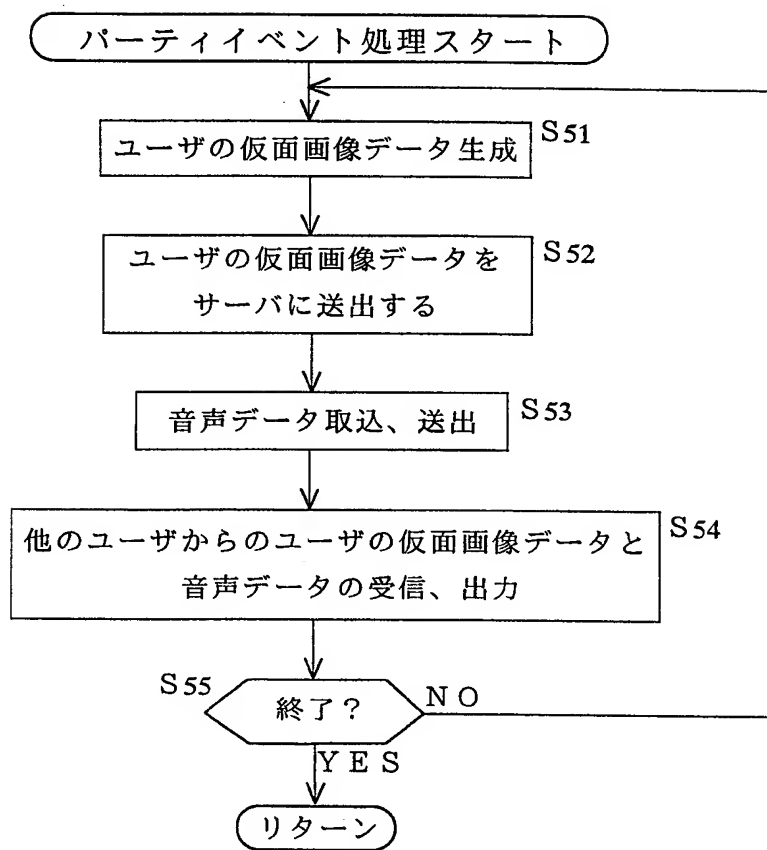 パーティイベント処理スタート
ユーザの仮面画像データ生成
S51
ユーザの仮面画像データを
サーバに送出する
S52
音声データ取込、送出
S53
他のユーザからのユーザの仮面画像データと
音声データの受信、出力
S54
S55
終了？
NO
YES
リターン